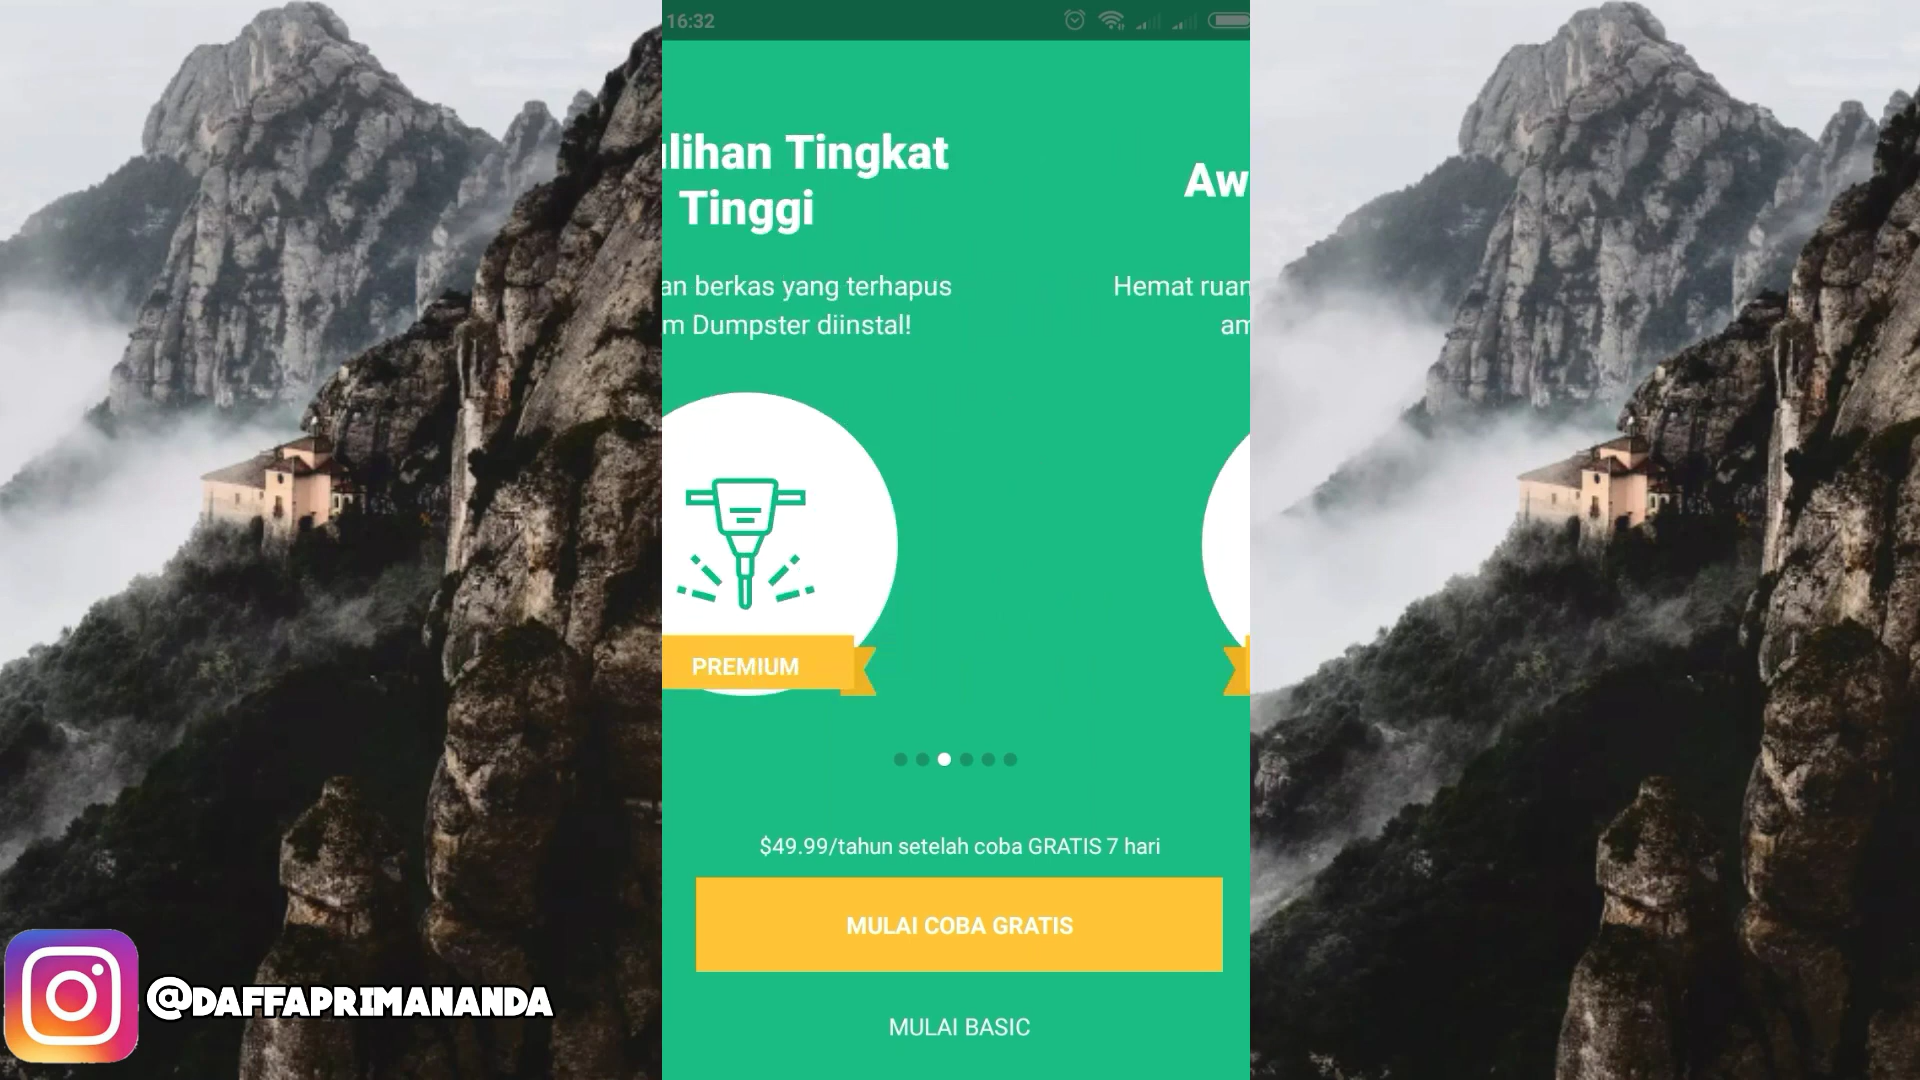 16:32
lihan Tingkat
Tinggi
Aw
an berkas yang terhapus
m Dumpster diinstal!
Hemat ruan
am
PREMIUM
$49.99/tahun setelah coba GRATIS 7 hari
MULAI COBA GRATIS
MULAI BASIC
@DAFFAPRIMANANDA